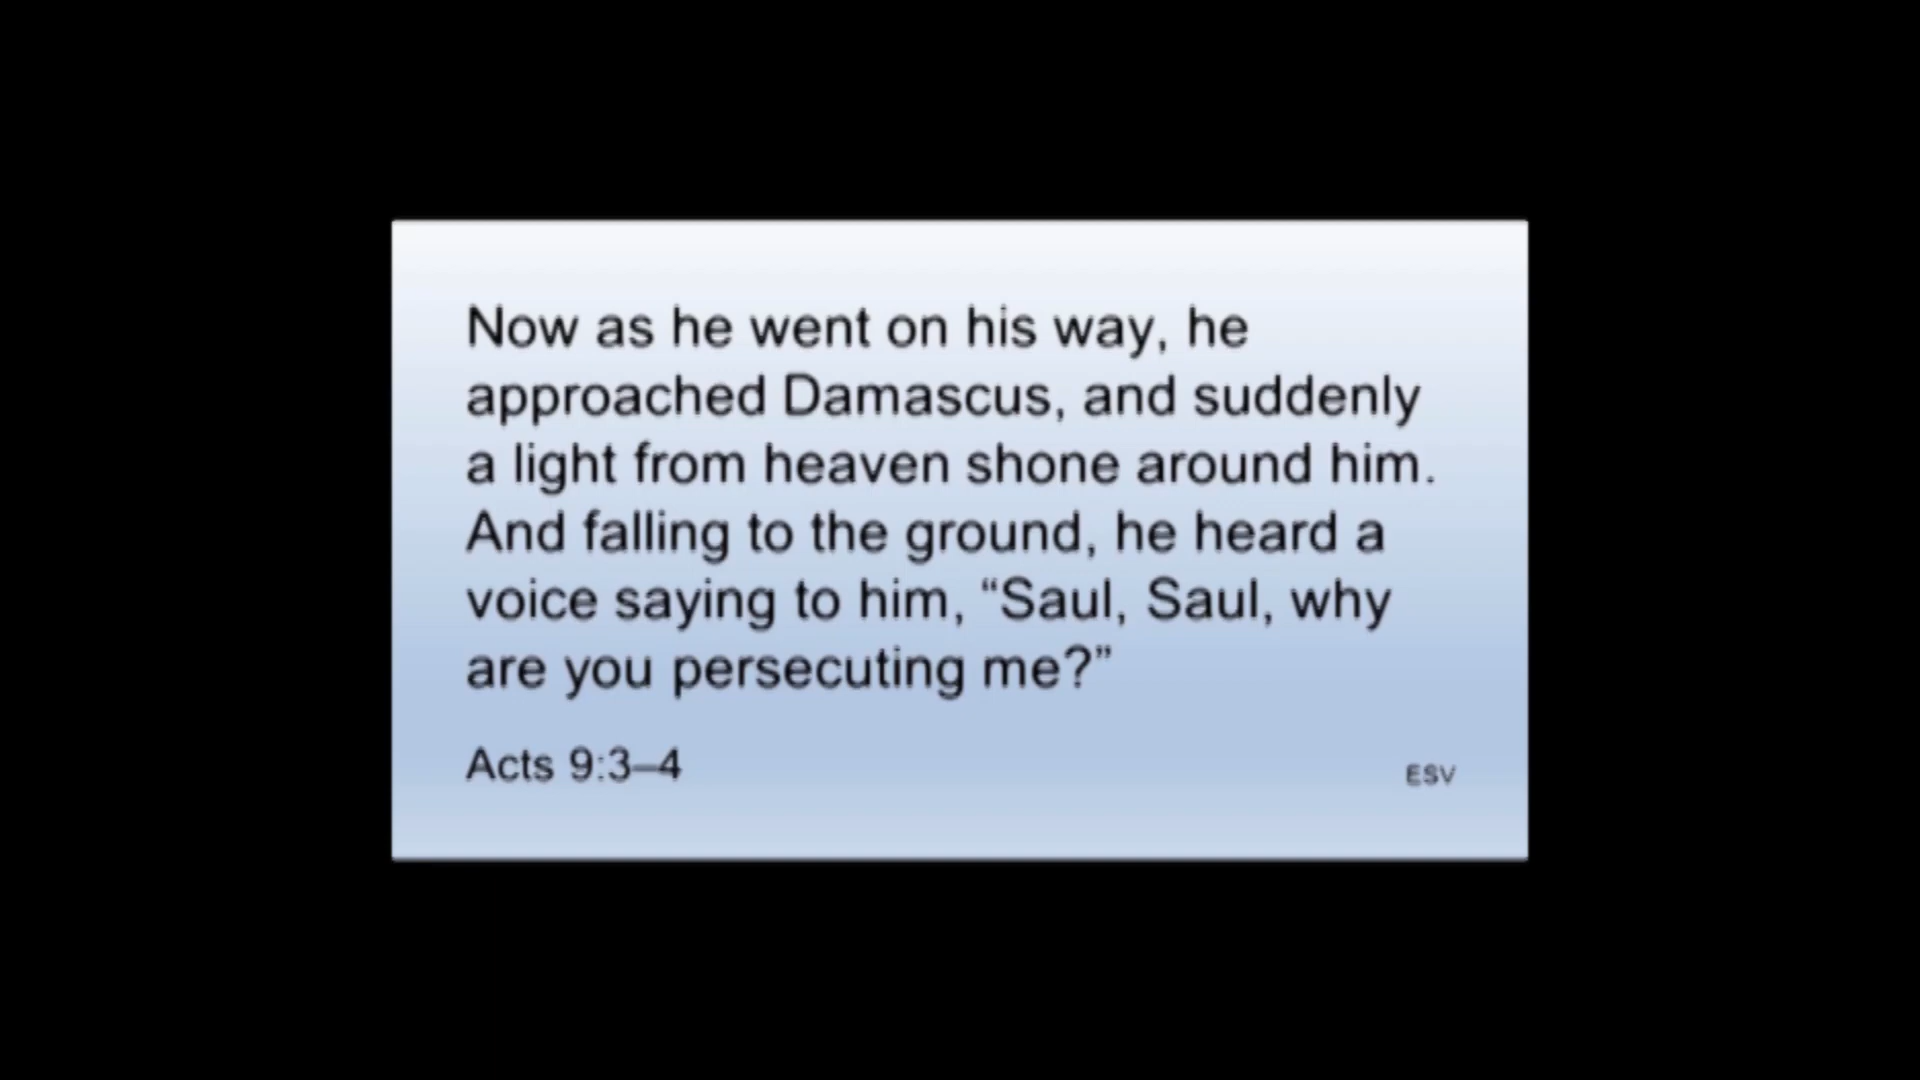 Now as he went on his way, he
approached Damascus, and suddenly
a light from heaven shone around him.
And falling to the ground, he heard a
voice saying to him, “Saul, Saul, why
are you persecuting me?”
Acts 9:3–4
ESV